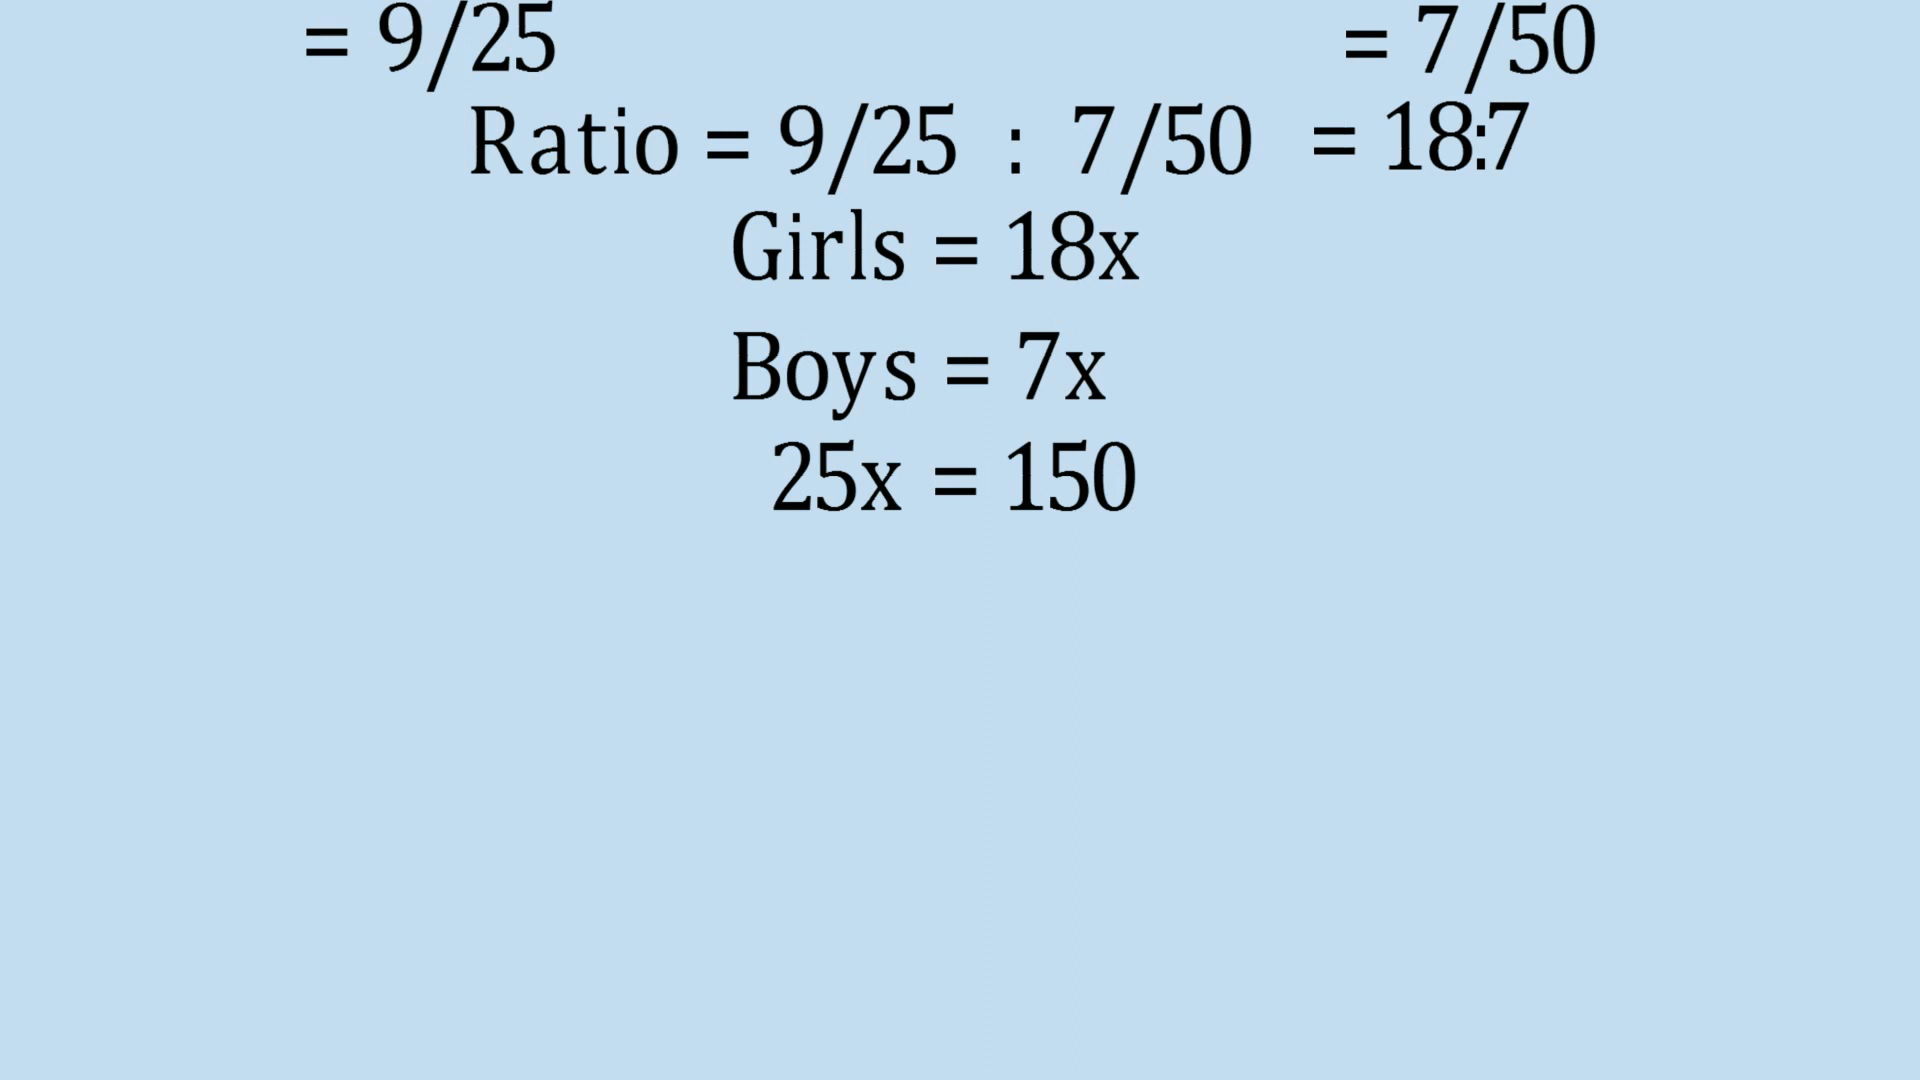 = 9/25 = 7/50
Ratio = 9/25 : 7/50 = 18:7
Girls = 18x
Boys = 7x
25x = 150